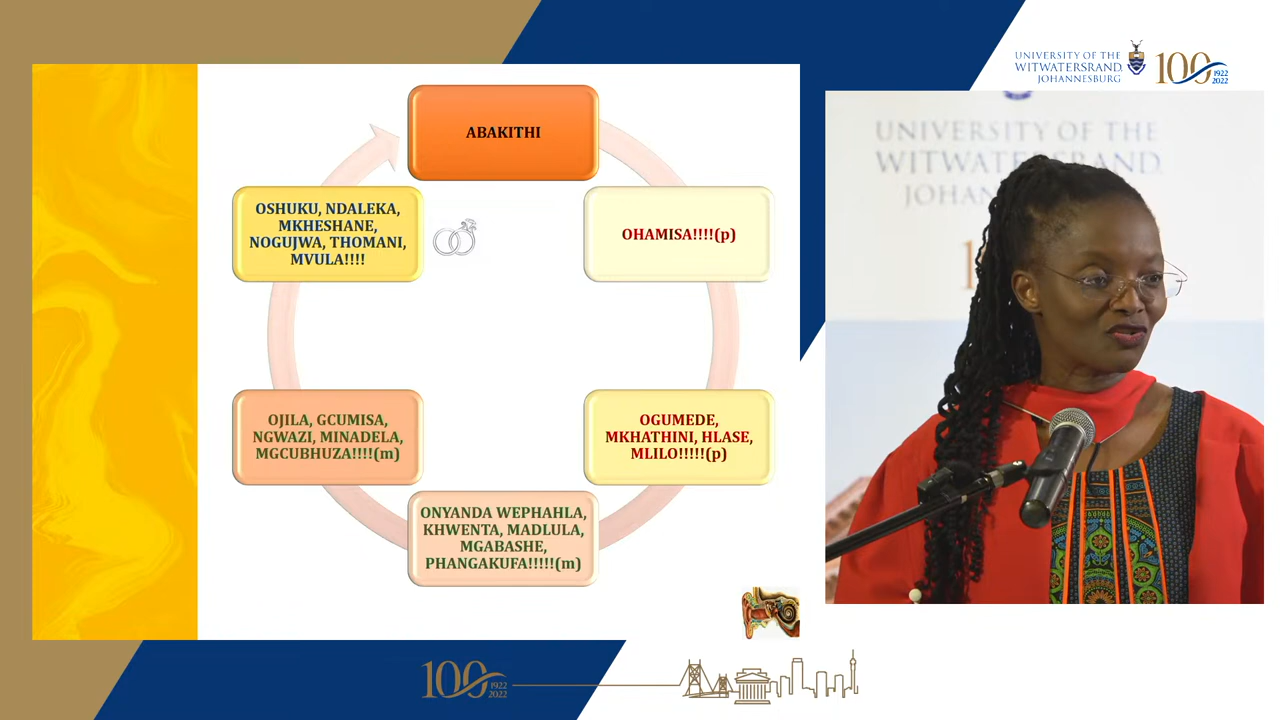 UNIVERSITY OF THE
WITWATERSRAND,
JOHANNESBURG
100
1922
2022
ABAKITHI
OHAMISA!!!!(p)
OGUMEDE,
MKHATHINI, HLASE,
MLILO!!!!!(p)
ONYANDA WEPHAHLA,
KHWENTA, MADLULA,
MGABASHE,
PHANGAKUFA!!!!!(m)
OJILA, GCUMISA,
NGWAZI, MINADELA,
MGCUBHUZA!!!!(m)
OSHUKU, NDALEKA,
MKHESHANE,
NOGUJWA, THOMANI,
MVULA!!!!
UNIVERSITY OF THE
100
1922
2022